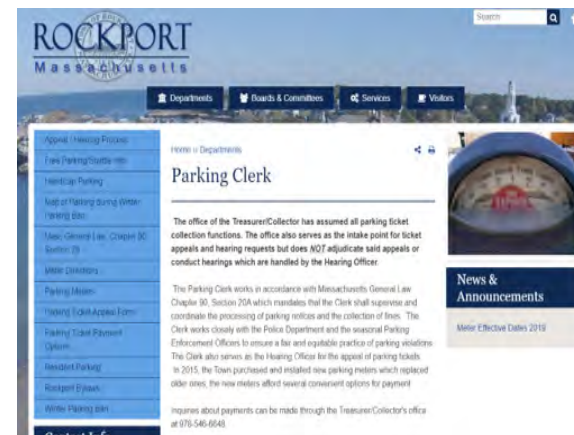 ROCKPORT
Massachusetts
Search
Departments
Boards & Committees
Services
Visitors
Appeal / Hearing Process
Free Parking/Shuttle Info
Handicap Parking
Map of Parking during Winter
Parking Ban
Mass General Law, Chapter 90
Section 20
Meter Directions
Parking Meters
Parking Ticket Appeal Form
Parking Ticket Payment
Options
Resident Parking
Rockport Bylaws
Winter Parking Ban
Home » Departments
Parking Clerk
The office of the Treasurer/Collector has assumed all parking ticket
collection functions. The office also serves as the intake point for ticket
appeals and hearing requests but does NOT adjudicate said appeals or
conduct hearings which are handled by the Hearing Officer.
The Parking Clerk works in accordance with Massachusetts General Law
Chapter 90, Section 20A which mandates that the Clerk shall supervise and
coordinate the processing of parking notices and the collection of fines. The
Clerk works closely with the Police Department and the seasonal Parking
Enforcement Officers to ensure a fair and equitable practice of parking violations.
The Clerk also serves as the Hearing Officer for the appeal of parking tickets.
In 2015, the Town purchased and installed new parking meters which replaced
older ones, the new meters afford several convenient options for payment
Inquiries about payments can be made through the Treasurer/Collector's office
at 978-546-6648.
News &
Announcements
Meter Effective Dates 2019